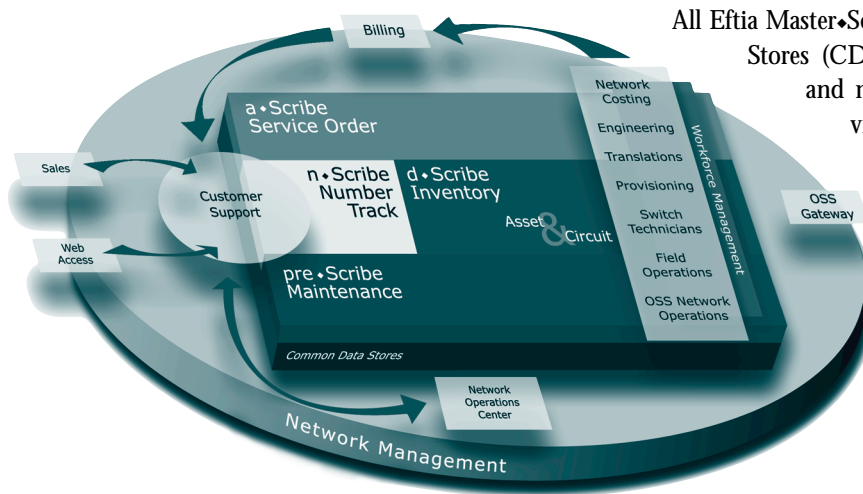 All Eftia Master◆
Stores
and
Billing
a◆Scribe
Service Order
Network
Costing
Engineering
Translations
Provisioning
Switch
Technicians
Field
Operations
OSS Network
Operations
Workforce Management
Sales
Web
Access
Customer
Support
n◆Scribe
Number
Track
d◆Scribe
Inventory
Asset & Circuit
OSS
Gateway
pre◆Scribe
Maintenance
Common Data Stores
Network
Operations
Center
Network Management